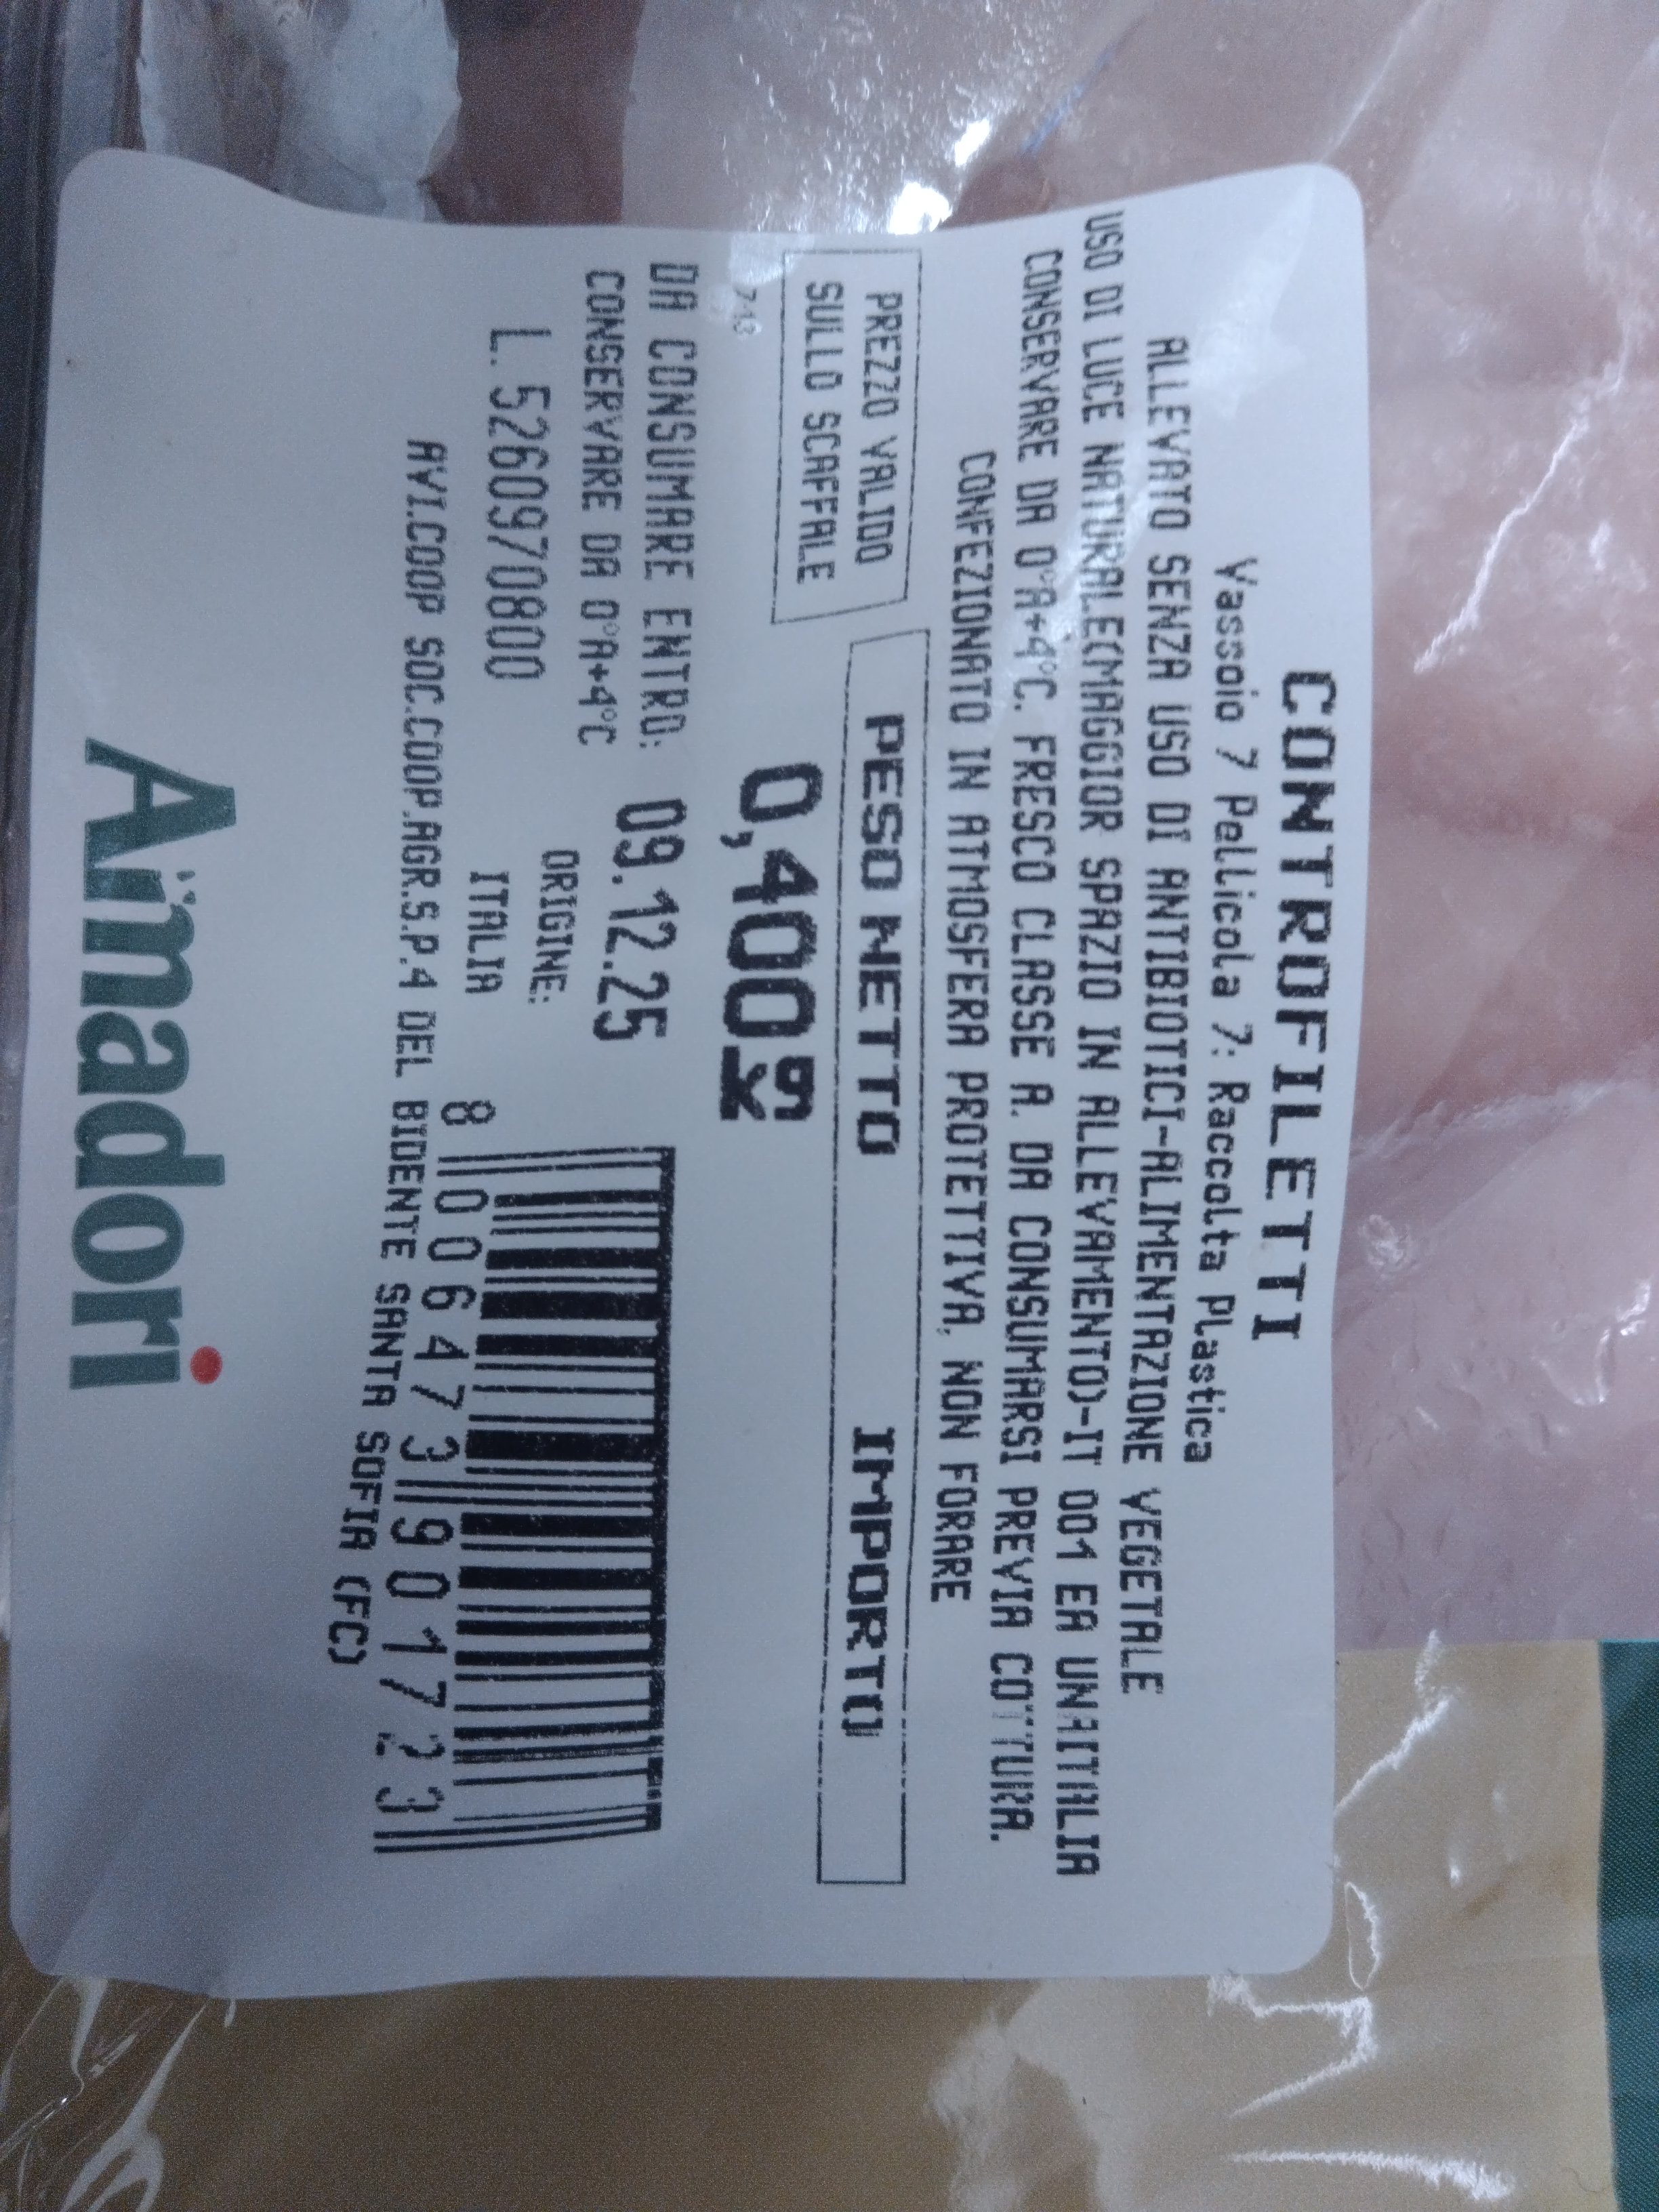 CONTROFILETTI
Vassoio 7 Pellicola 7: Raccolta Plastica
ALLEVATO SENZA USO DI ANTIBIOTICI-ALIMENTAZIONE VEGETALE
USO DI LUCE NATURALE(MAGGIOR SPAZIO IN ALLEVAMENTO)-IT 001 EA UNAITALIA
CONSERVARE DA 0°A+4°C. FRESCO CLASSE A. DA CONSUMARSI PREVIA COTTURA.
CONFEZIONATO IN ATMOSFERA PROTETTIVA, NON FORARE
PREZZO VALIDO
SULLO SCAFFALE
PESO NETTO
IMPORTO
0,400kg
DA CONSUMARE ENTRO: 09.12.25
CONSERVARE DA 0°A+4°C
ORIGINE:
ITALIA
L. 5260970800
8 006473 901723
AVI.COOP SOC.COOP.AGR.S.P.4 DEL BIDENTE SANTA SOFIA (FC)
Amadori